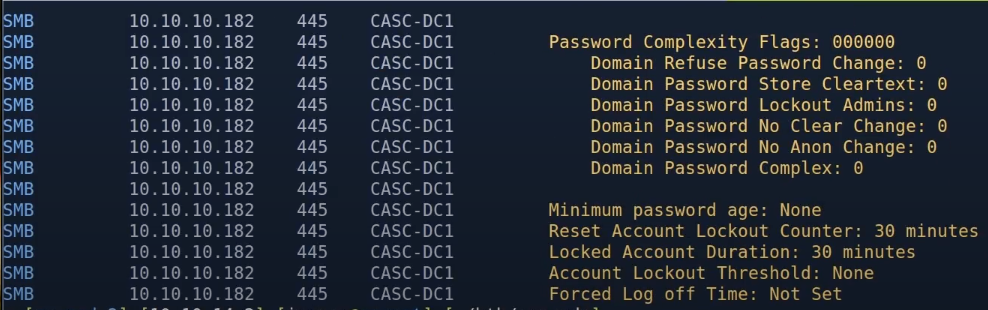 SMB 10.10.10.182 445 CASC-DC1
SMB 10.10.10.182 445 CASC-DC1 Password Complexity Flags: 000000
SMB 10.10.10.182 445 CASC-DC1 Domain Refuse Password Change: 0
SMB 10.10.10.182 445 CASC-DC1 Domain Password Store Cleartext: 0
SMB 10.10.10.182 445 CASC-DC1 Domain Password Lockout Admins: 0
SMB 10.10.10.182 445 CASC-DC1 Domain Password No Clear Change: 0
SMB 10.10.10.182 445 CASC-DC1 Domain Password No Anon Change: 0
SMB 10.10.10.182 445 CASC-DC1 Domain Password Complex: 0
SMB 10.10.10.182 445 CASC-DC1
SMB 10.10.10.182 445 CASC-DC1 Minimum password age: None
SMB 10.10.10.182 445 CASC-DC1 Reset Account Lockout Counter: 30 minutes
SMB 10.10.10.182 445 CASC-DC1 Locked Account Duration: 30 minutes
SMB 10.10.10.182 445 CASC-DC1 Account Lockout Threshold: None
SMB 10.10.10.182 445 CASC-DC1 Forced Log off Time: Not Set